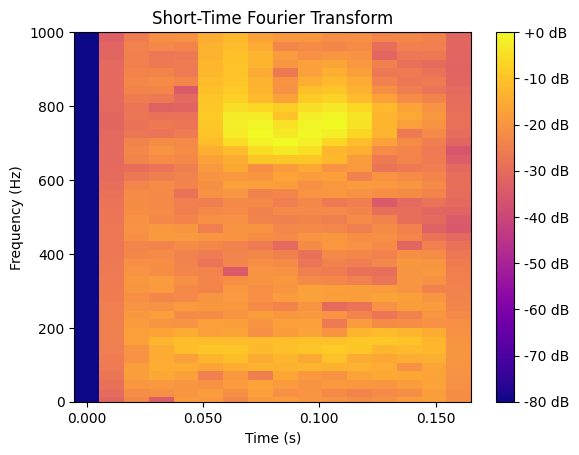 Short-Time Fourier Transform
1000
800
600
400
200
0
Frequency (Hz)
0.000
0.050
0.100
0.150
Time (s)
+0 dB
-10 dB
-20 dB
-30 dB
-40 dB
-50 dB
-60 dB
-70 dB
-80 dB